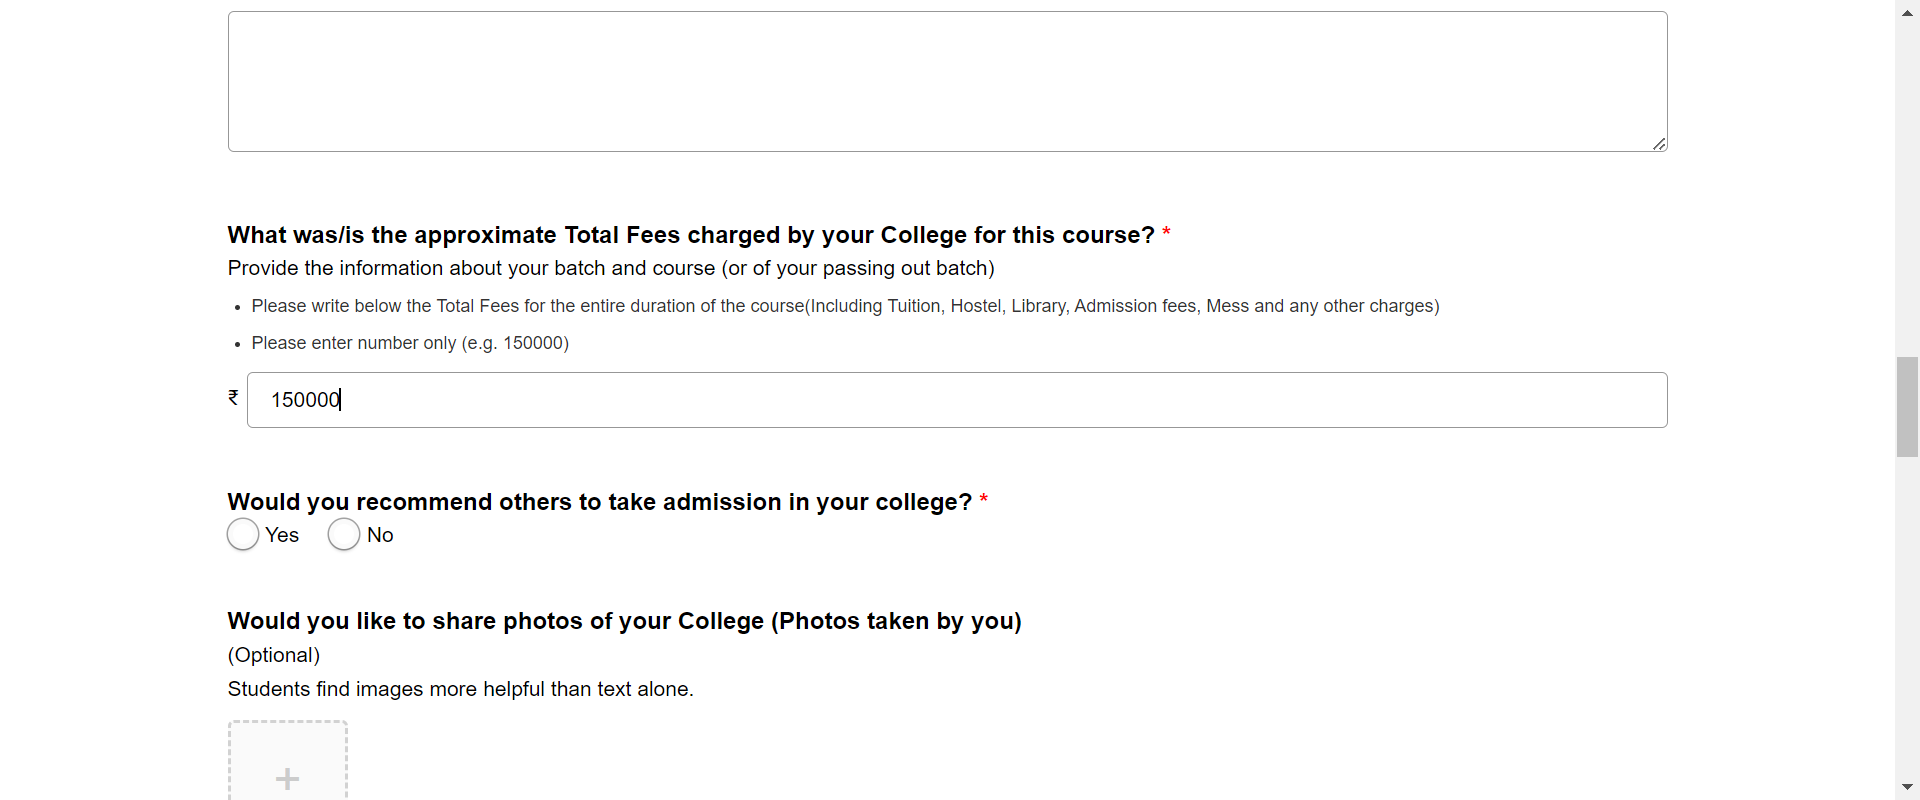 What was/is the approximate Total Fees charged by your College for this course? *
Provide the information about your batch and course (or of your passing out batch)
• Please write below the Total Fees for the entire duration of the course(Including Tuition, Hostel, Library, Admission fees, Mess and any other charges)
• Please enter number only (e.g. 150000)
₹ 150000
Would you recommend others to take admission in your college? *
Yes No
Would you like to share photos of your College (Photos taken by you)
(Optional)
Students find images more helpful than text alone.
+